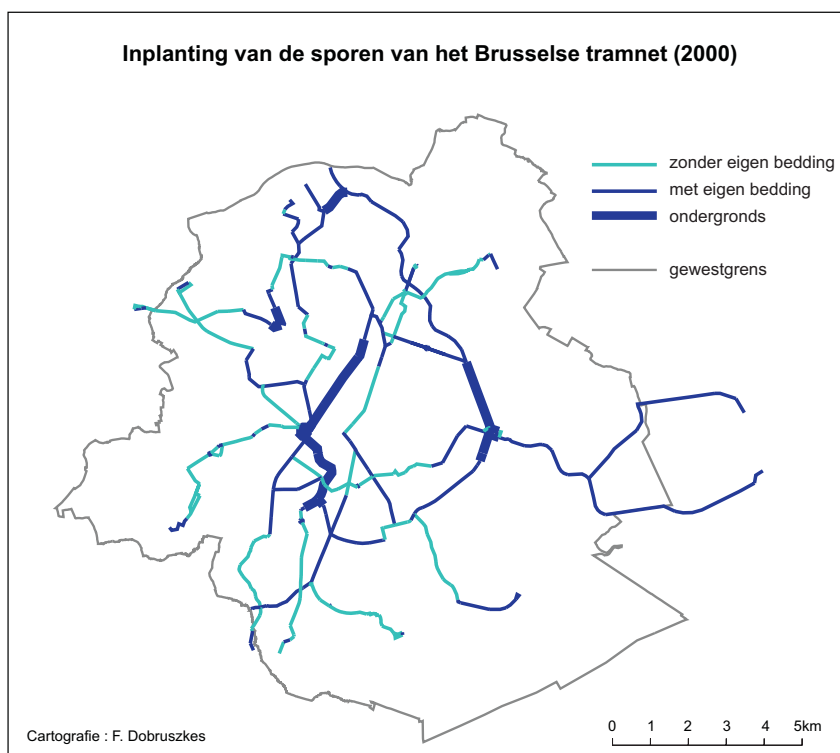 Inplanting van de sporen van het Brusselse tramnet (2000)
zonder eigen bedding
met eigen bedding
ondergronds
gewestgrens
Cartografie : F. Dobruszkes
0 1 2 3 4 5km